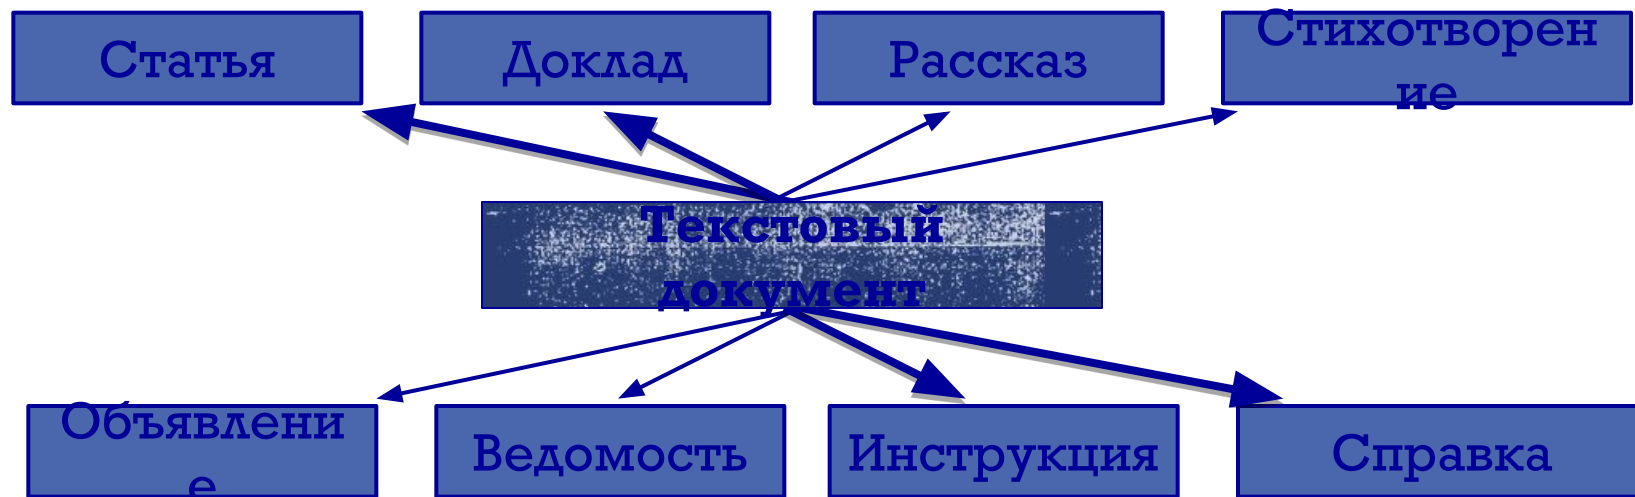 Статья
Доклад
Рассказ
Стихотворен
ие
Текстовый
документ
Объявлени
е
Ведомость
Инструкция
Справка